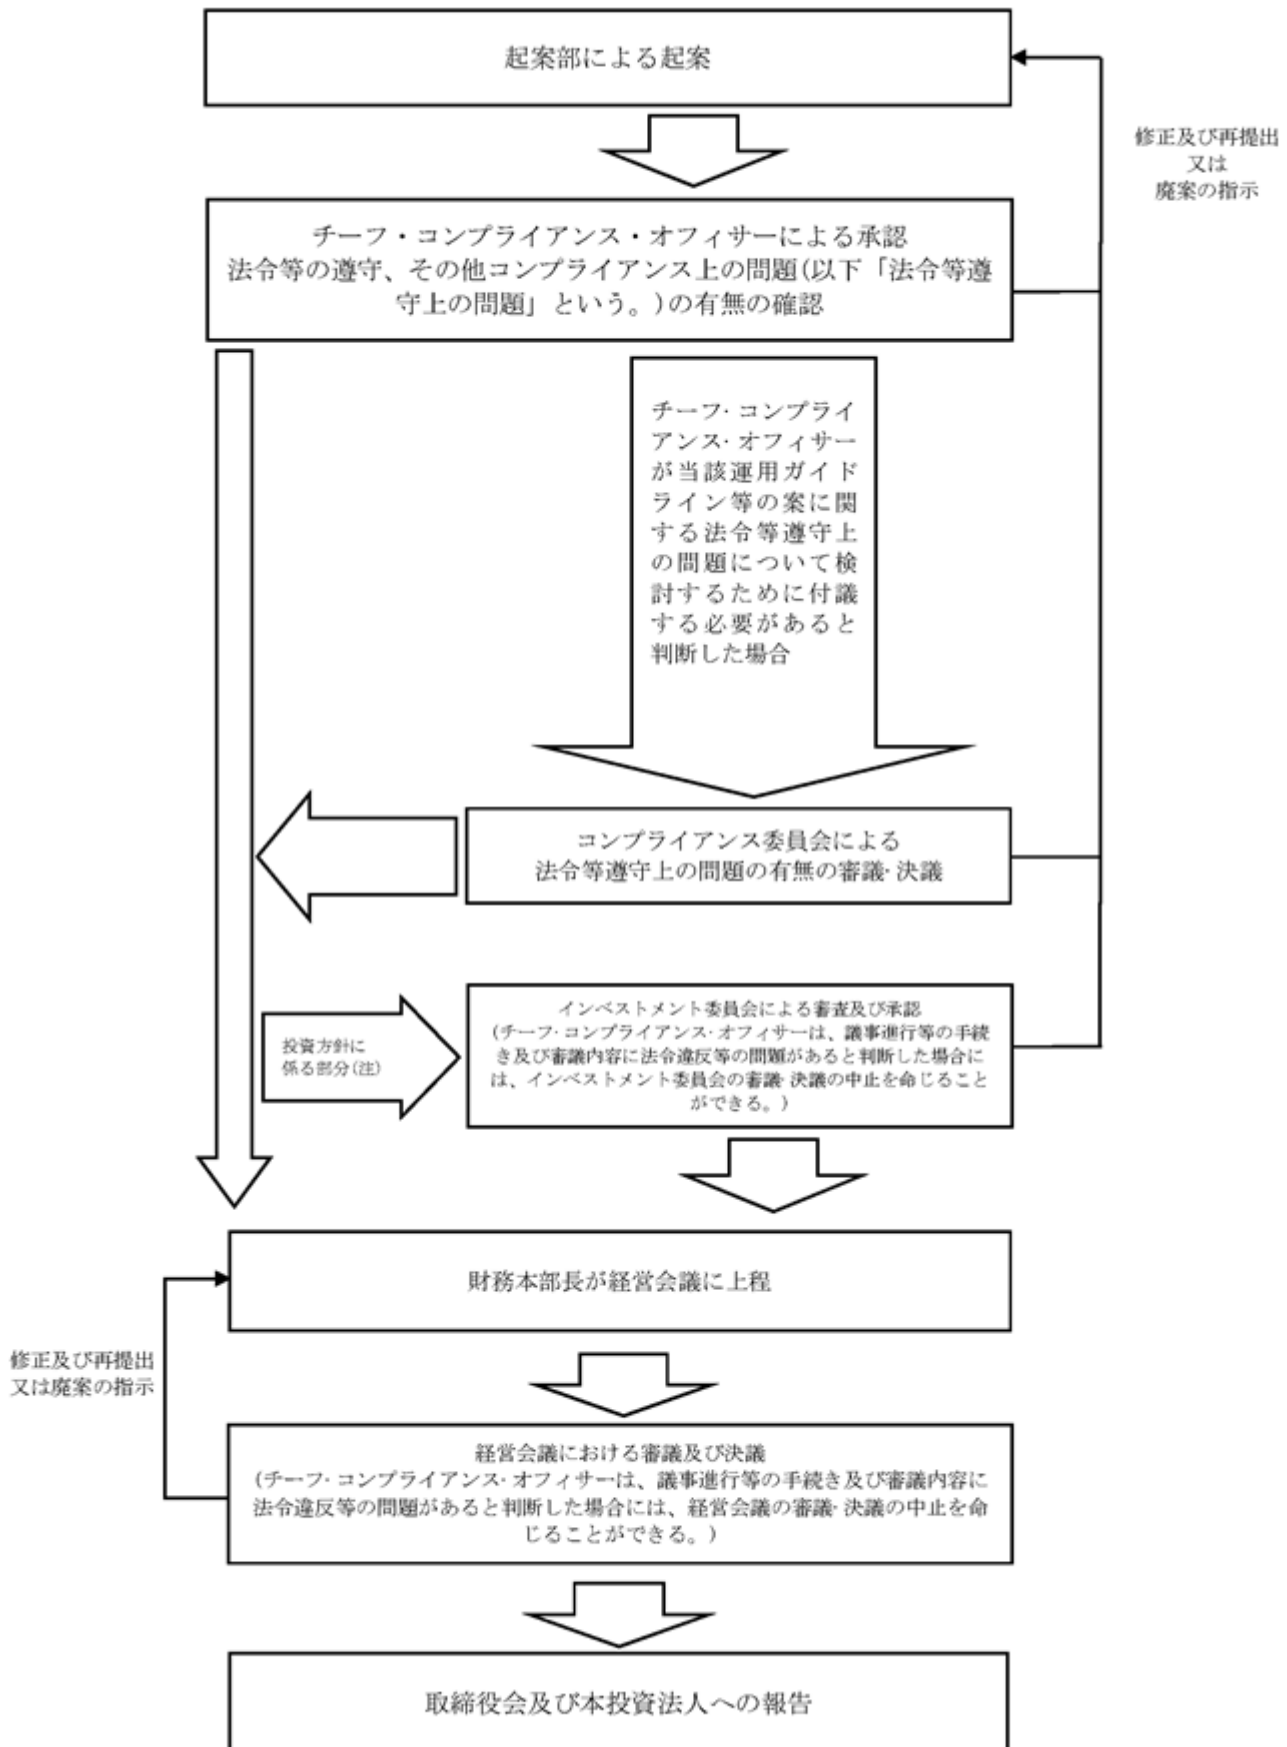 起案部による起案
修正及び再提出
又は
廃案の指示
チーフ・コンプライアンス・オフィサーによる承認
法令等の遵守、その他コンプライアンス上の問題(以下「法令等遵
守上の問題」という。)の有無の確認
チーフ・コンプライ
アンス・オフィサー
が当該運用ガイド
ライン等の案に関
する法令等遵守上
の問題について検
討するために付議
する必要があると
判断した場合
コンプライアンス委員会による
法令等遵守上の問題の有無の審議・決議
投資方針に
係る部分(注)
インベストメント委員会による審査及び承認
(チーフ・コンプライアンス・オフィサーは、議事進行等の手続
き及び審議内容に法令違反等の問題があると判断した場合に
は、インベストメント委員会の審議・決議の中止を命じること
ができる。)
財務本部長が経営会議に上程
修正及び再提出
又は廃案の指示
経営会議における審議及び決議
(チーフ・コンプライアンス・オフィサーは、議事進行等の手続き及び審議内容に
法令違反等の問題があると判断した場合には、経営会議の審議・決議の中止を命
じることができる。)
取締役会及び本投資法人への報告